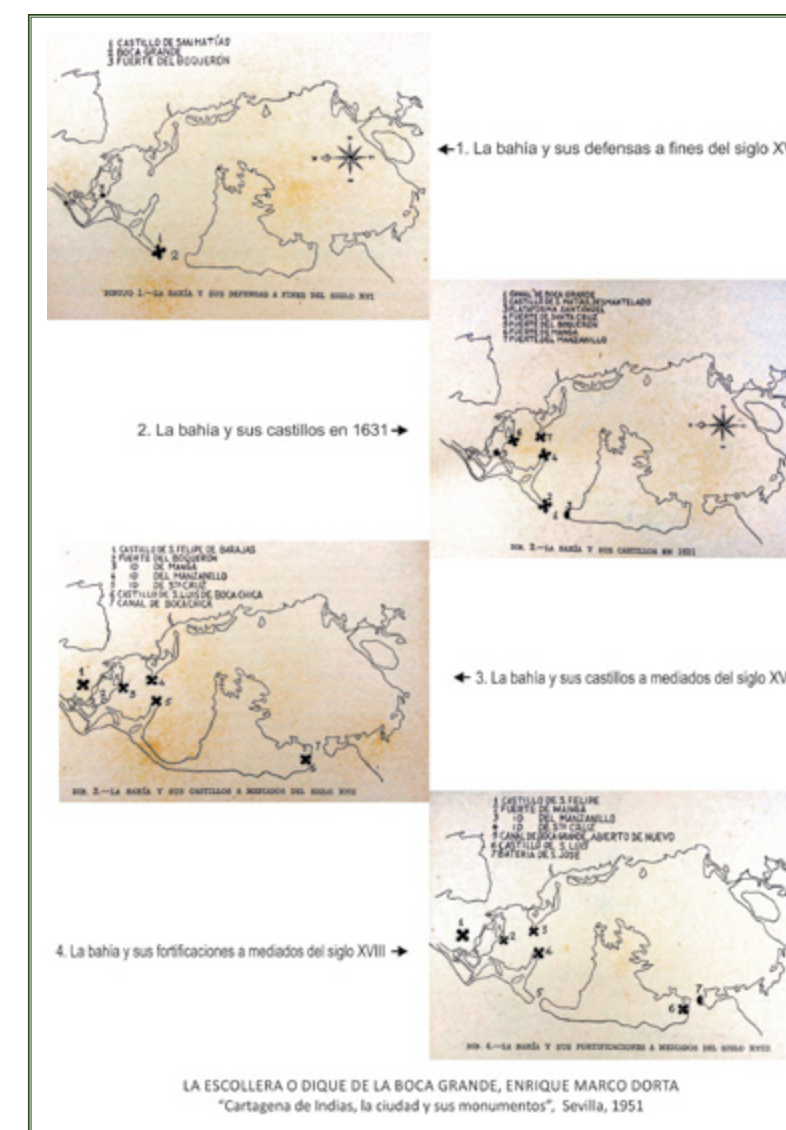 1 CASTILLO DE SAN MATÍAS
2 BOCA GRANDE
3 FUERTE DEL BOQUERÓN
1
2
3
DIBUJO 1.—LA BAHÍA Y SUS DEFENSAS A FINES DEL SIGLO XVI
1. La bahía y sus defensas a fines del siglo
1 CANAL DE BOCA GRANDE
2 CASTILLO DE S. MATIAS, DESMANTELADO
3 PLATAFORMA SANTANGEL
4 FUERTE DE SANTA CRUZ
5 FUERTE DEL BOQUERÓN
6 FUERTE DE MANGA
7 FUERTE DEL MANZANILLO
DIB. 2.—LA BAHÍA Y SUS CASTILLOS EN 1631
2. La bahía y sus castillos en 1631
1 CASTILLO DE S. FELIPE DE BARAJAS
2 FUERTE DEL BOQUERÓN
3 ID DE MANGA
4 ID DEL MANZANILLO
5 ID DE STA CRUZ
6 CASTILLO DE S. LUIS DE BOCA CHICA
7 CANAL DE BOCACHICA
DIB. 3.—LA BAHÍA Y SUS CASTILLOS A MEDIADOS DEL SIGLO XVII
3. La bahía y sus castillos a mediados del siglo
1 CASTILLO DE S. FELIPE
2 FUERTE DE MANGA
3 ID DEL MANZANILLO
4 ID DE STA CRUZ
5 CANAL DE BOCA GRANDE, ABIERTO DE NUEVO
6 CASTILLO DE S. LUIS
7 BATERIA DE S. JOSE
DIB. 4.—LA BAHÍA Y SUS FORTIFICACIONES A MEDIADOS DEL SIGLO XVIII
4. La bahía y sus fortificaciones a mediados del siglo XVIII
LA ESCOLLERA O DIQUE DE LA BOCA GRANDE, ENRIQUE MARCO DORTA
"Cartagena de Indias, la ciudad y sus monumentos", Sevilla, 1951